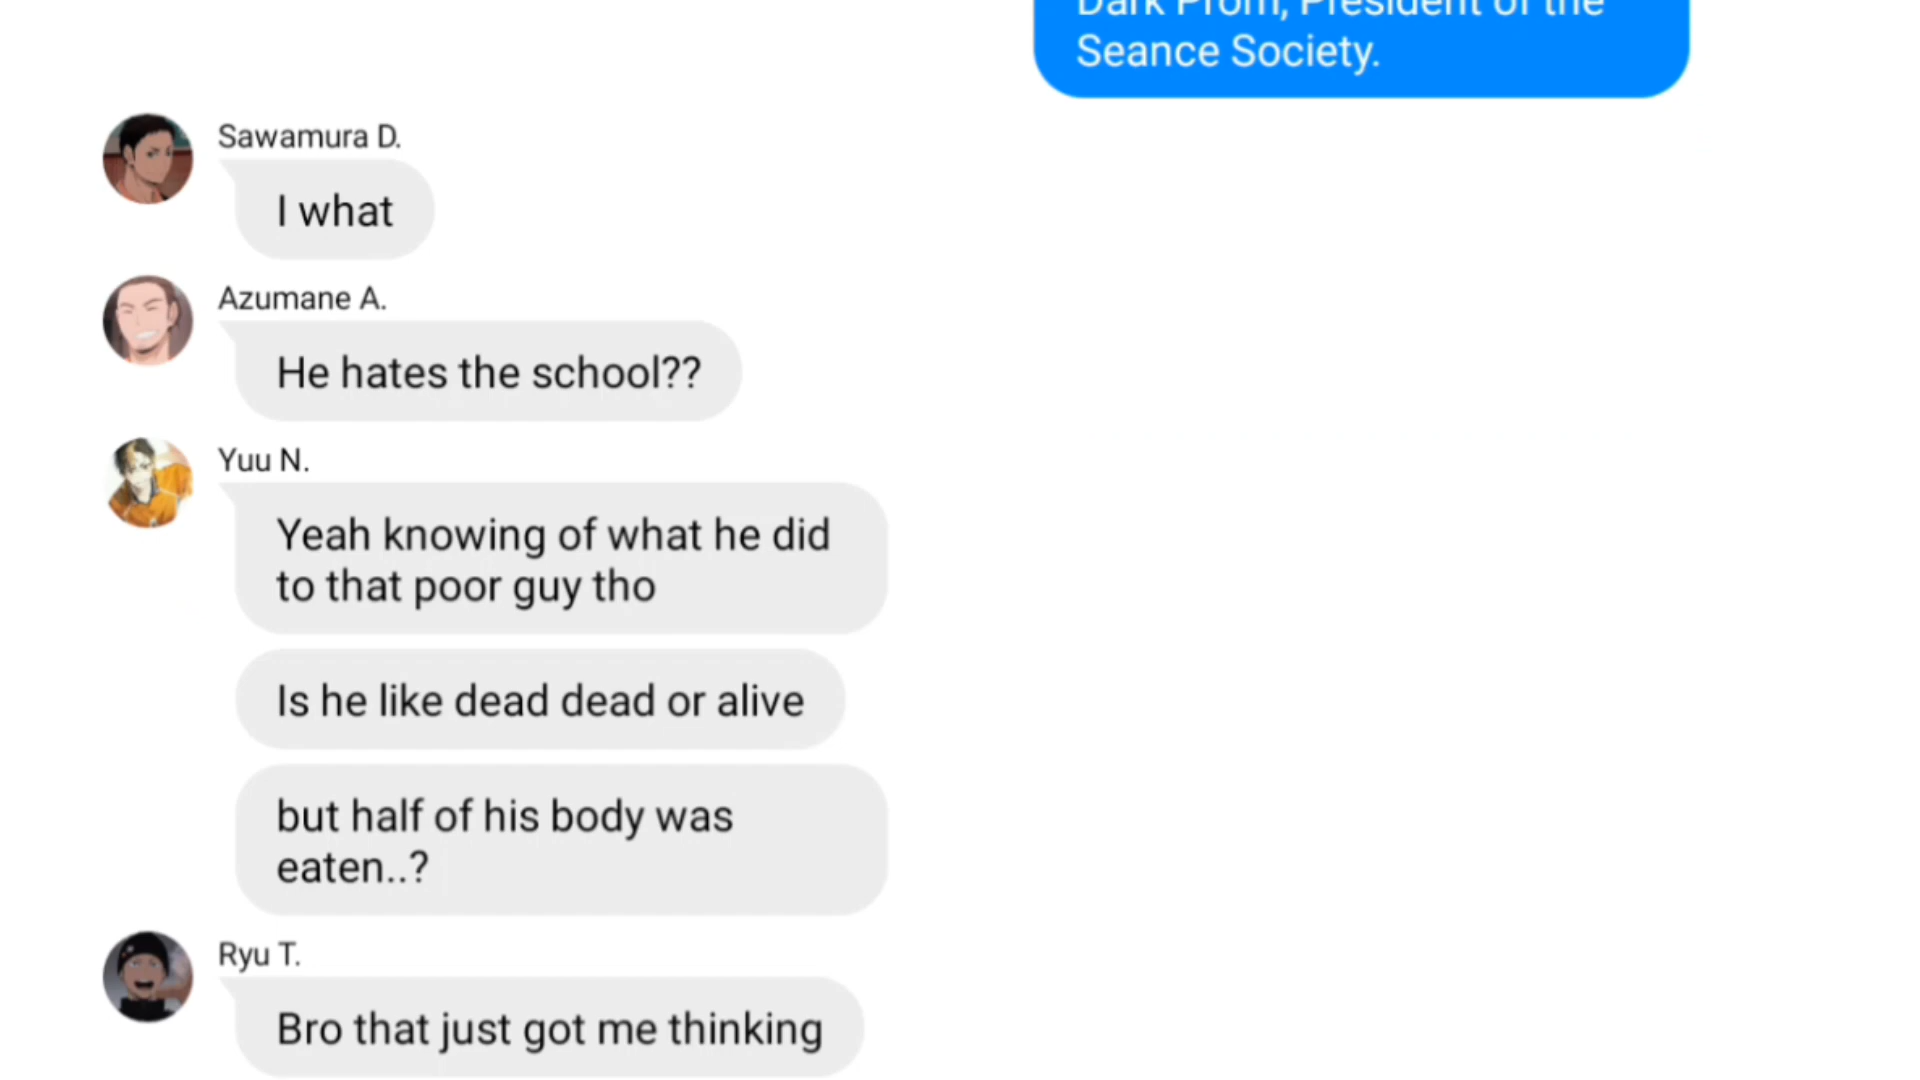 Dark Prom, President of the
Seance Society.
Sawamura D.
I what
Azumane A.
He hates the school??
Yuu N.
Yeah knowing of what he did
to that poor guy tho
Is he like dead dead or alive
but half of his body was
eaten..?
Ryu T.
Bro that just got me thinking